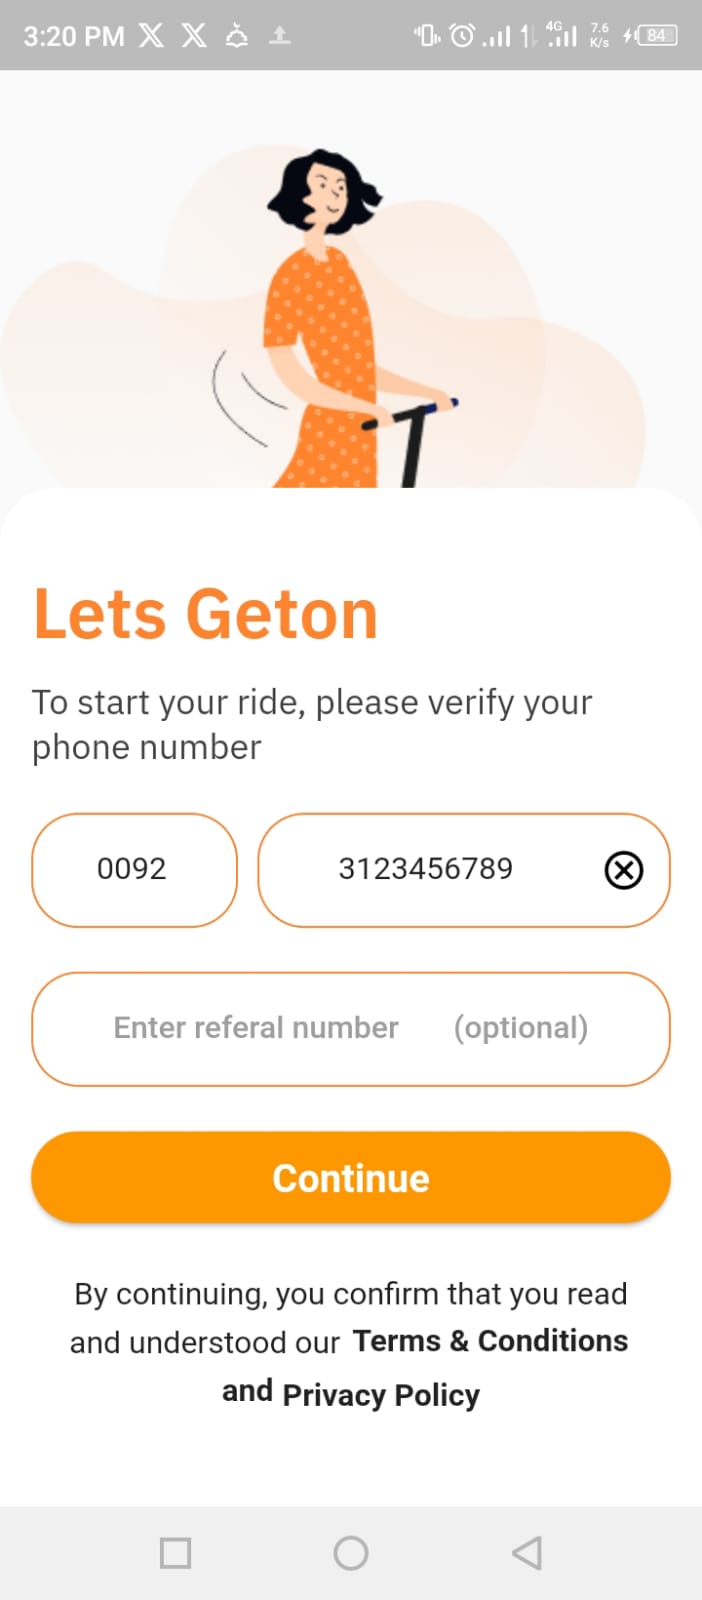 3:20 PM 4G 7.6 K/s 84
Lets Geton
To start your ride, please verify your
phone number
0092 3123456789
Enter referal number (optional)
Continue
By continuing, you confirm that you read
and understood our Terms & Conditions
and Privacy Policy